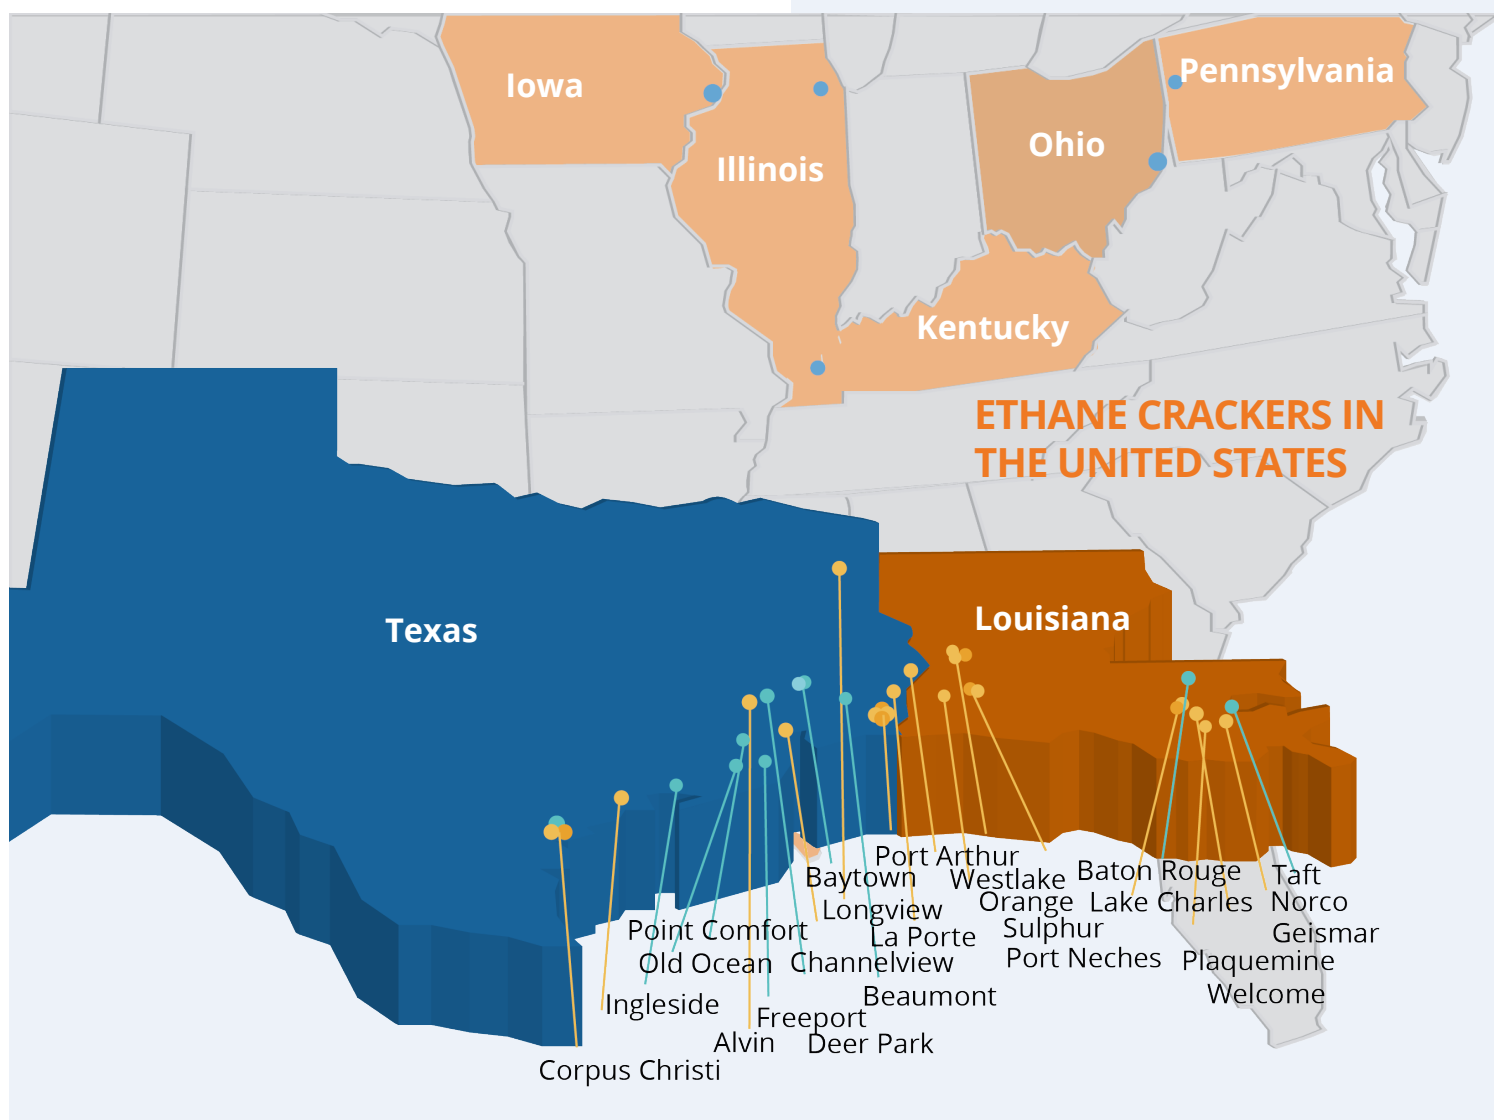 Iowa
Pennsylvania
Ohio
Illinois
Kentucky
ETHANE CRACKERS IN
THE UNITED STATES
Texas
Louisiana
Port Arthur
Baytown
Westlake
Baton Rouge
Taft
Longview
Orange
Lake Charles
Norco
Point Comfort
La Porte
Sulphur
Geismar
Old Ocean
Channelview
Port Neches
Plaquemine
Ingleside
Beaumont
Welcome
Freeport
Alvin
Deer Park
Corpus Christi